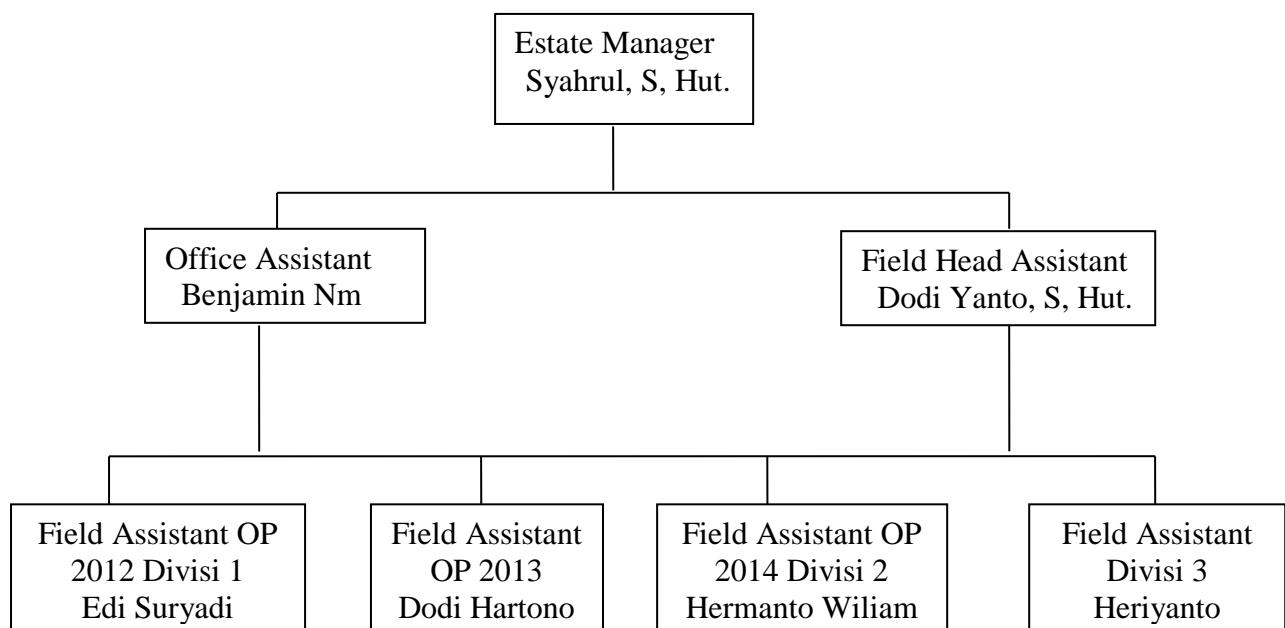 Estate Manager
Syahrul, S, Hut.
Office Assistant
Benjamin Nm
Field Head Assistant
Dodi Yanto, S, Hut.
Field Assistant OP
2012 Divisi 1
Edi Suryadi
Field Assistant
OP 2013
Dodi Hartono
Field Assistant OP
2014 Divisi 2
Hermanto Wiliam
Field Assistant
Divisi 3
Heriyanto